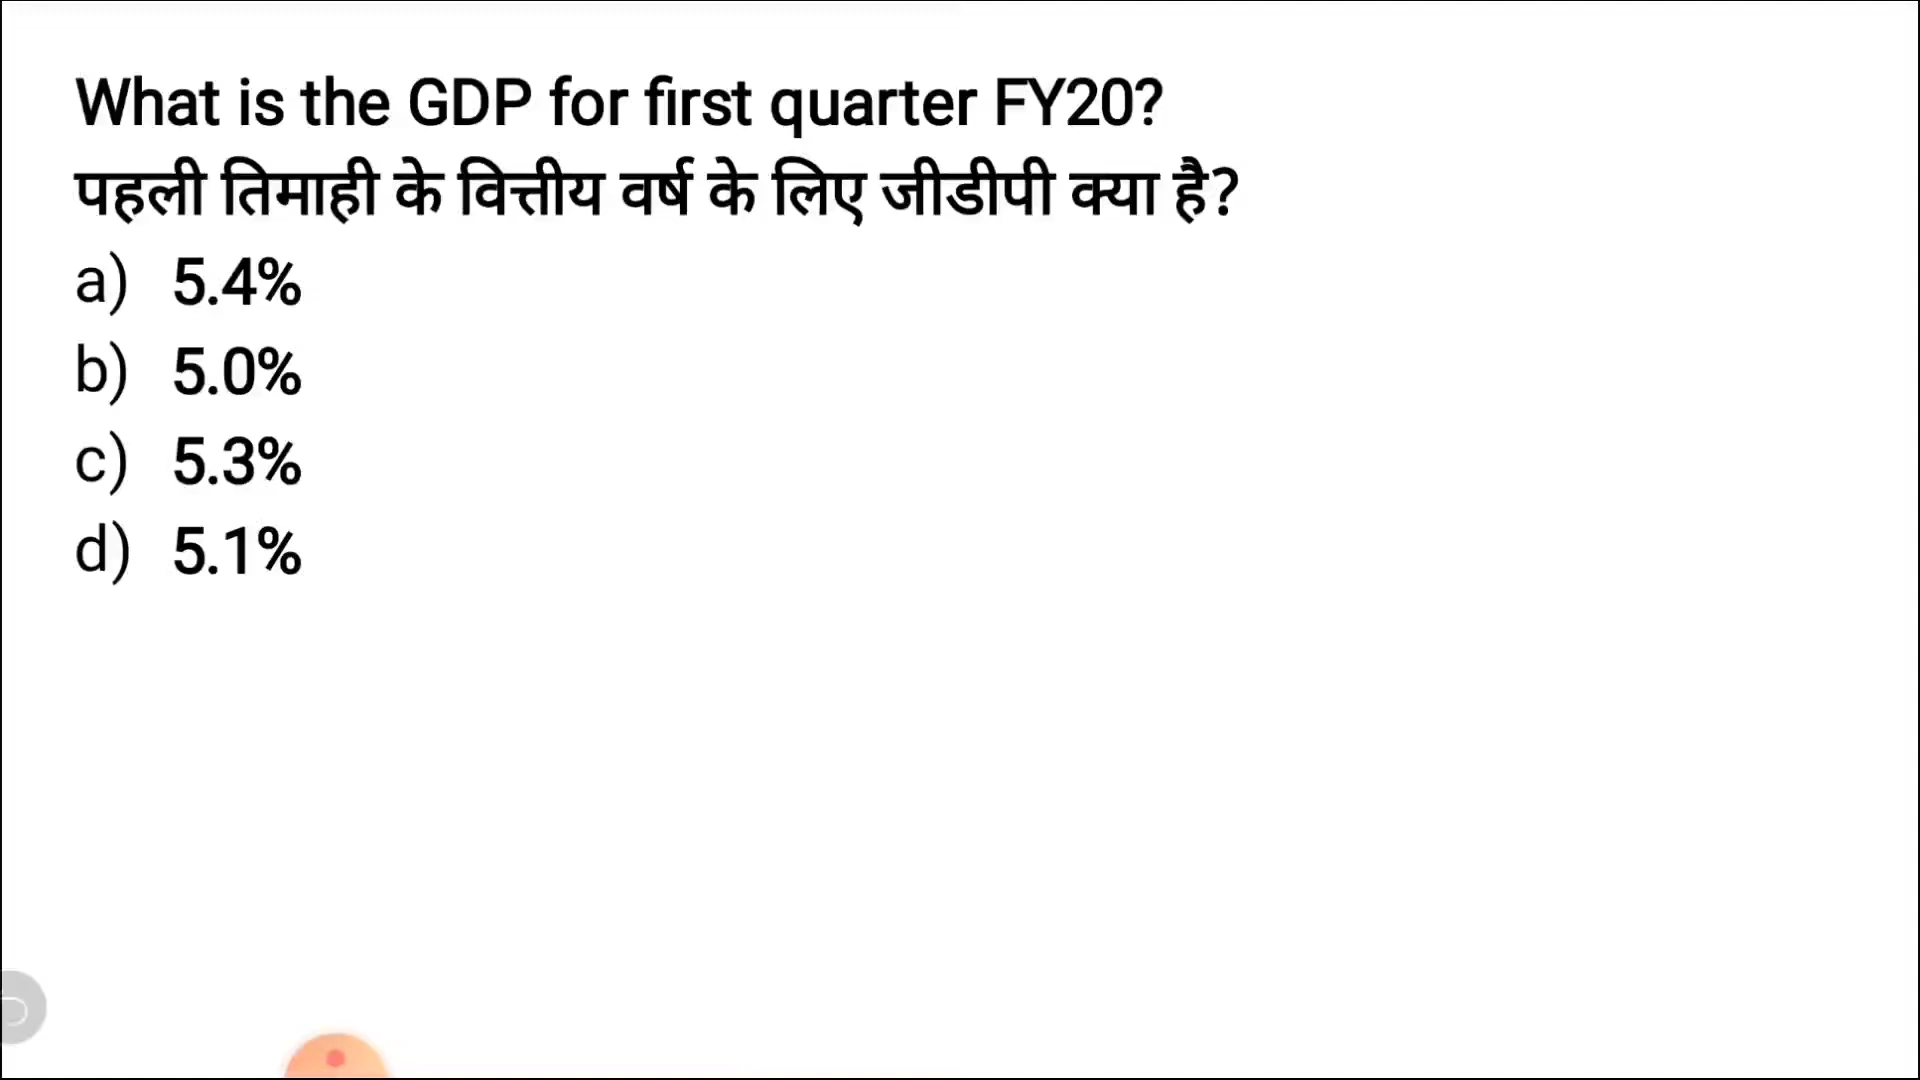 What is the GDP for first quarter FY20?
पहली तिमाही के वित्तीय वर्ष के लिए जीडीपी क्या है?
a) 5.4%
b) 5.0%
c) 5.3%
d) 5.1%